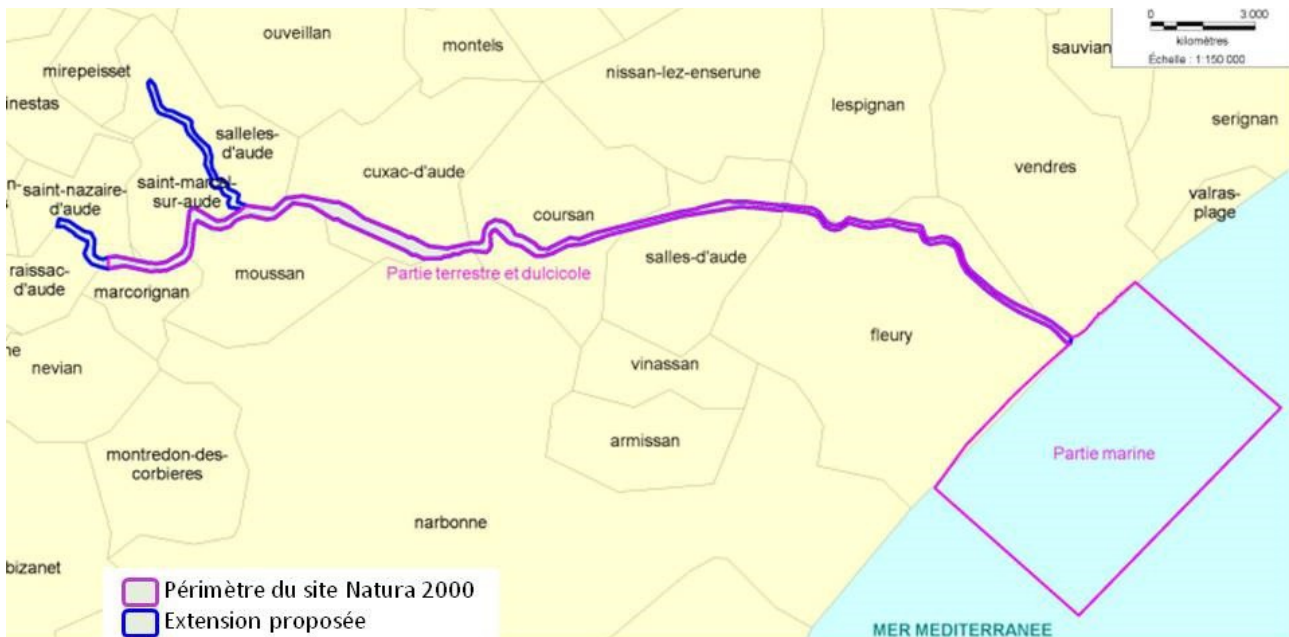 0 3 000
kilomètres
Échelle : 1:150 000
ouveillan
montels
mirepeisset
nissan-lez-enserune
sauvian
inestas
lespignan
serignan
salleles-
d'aude
cuxac-d'aude
vendres
saint-nazaire-
d'aude
saint-marcel-
sur-aude
valras-
plage
n-
s
coursan
salles-d'aude
raissac-
d'aude
marcorignan
moussan
Partie terrestre et dulcicole
fleury
ne
nevian
vinassan
armissan
montredon-des-
corbieres
Partie marine
narbonne
bizanet
Périmètre du site Natura 2000
Extension proposée
MER MEDITERRANEE